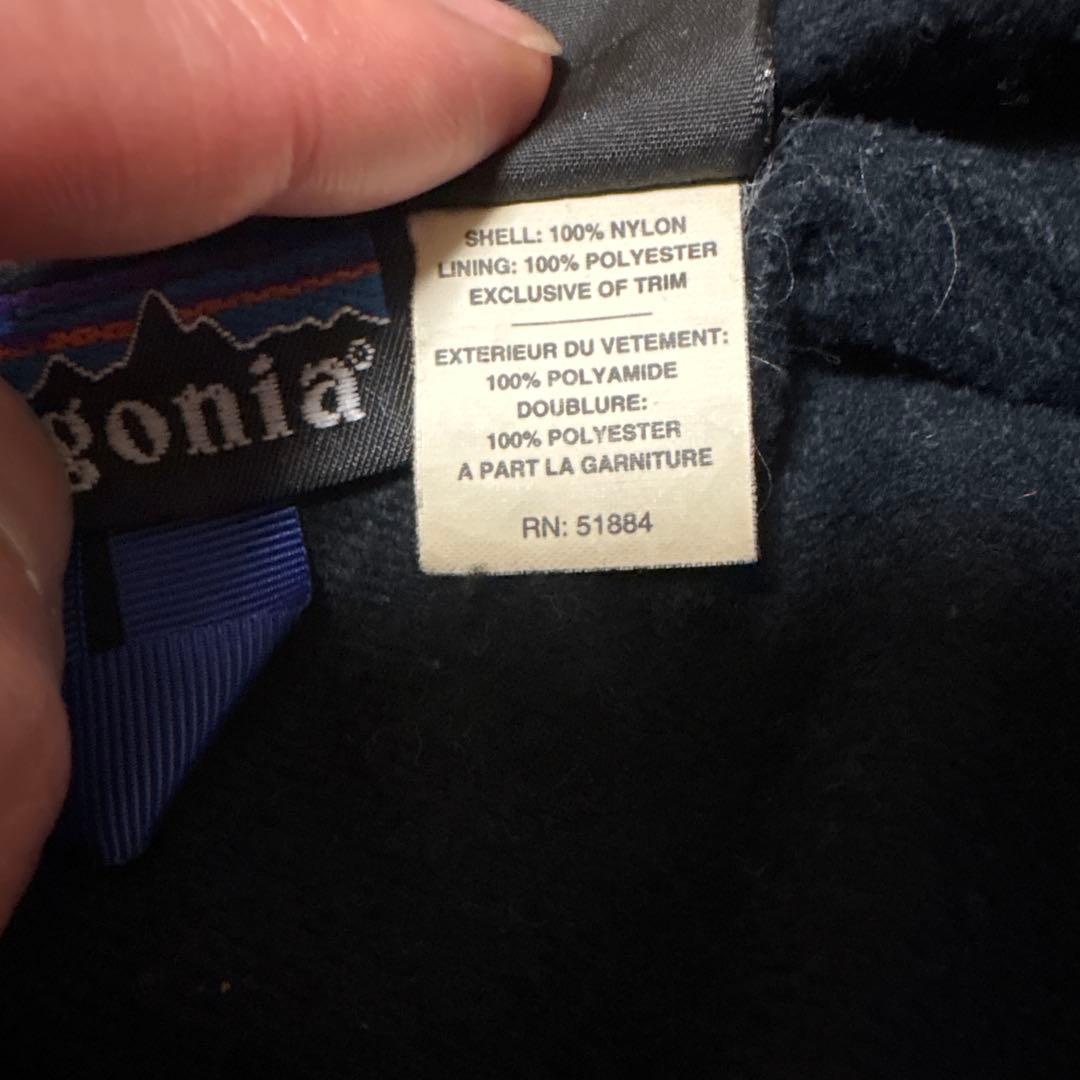 gonia®
SHELL: 100% NYLON
LINING: 100% POLYESTER
EXCLUSIVE OF TRIM
EXTERIEUR DU VETEMENT:
100% POLYAMIDE
DOUBLURE:
100% POLYESTER
A PART LA GARNITURE
RN: 51884